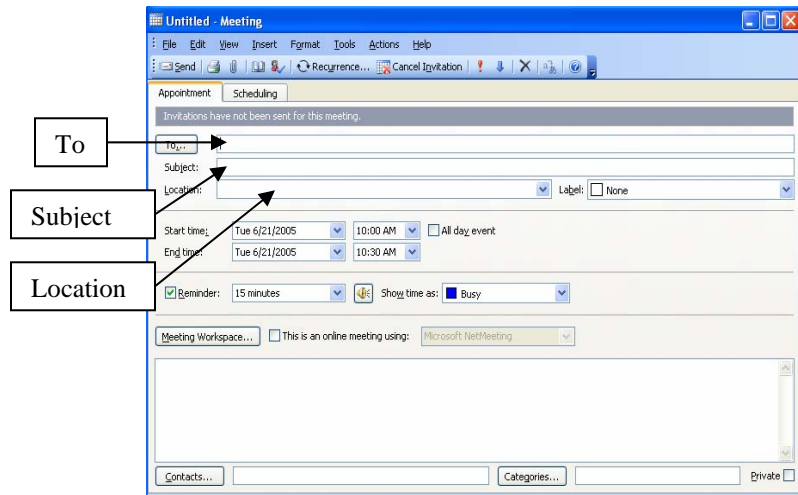 Untitled - Meeting
File Edit View Insert Format Tools Actions Help
Send Recurrence... Cancel Invitation
Appointment Scheduling
Invitations have not been sent for this meeting.
To
To...
Subject:
Location: Label: None
Subject
Start time: Tue 6/21/2005 10:00 AM All day event
End time: Tue 6/21/2005 10:30 AM
Location
Reminder: 15 minutes Show time as: Busy
Meeting Workspace... This is an online meeting using: Microsoft NetMeeting
Contacts... Categories... Private